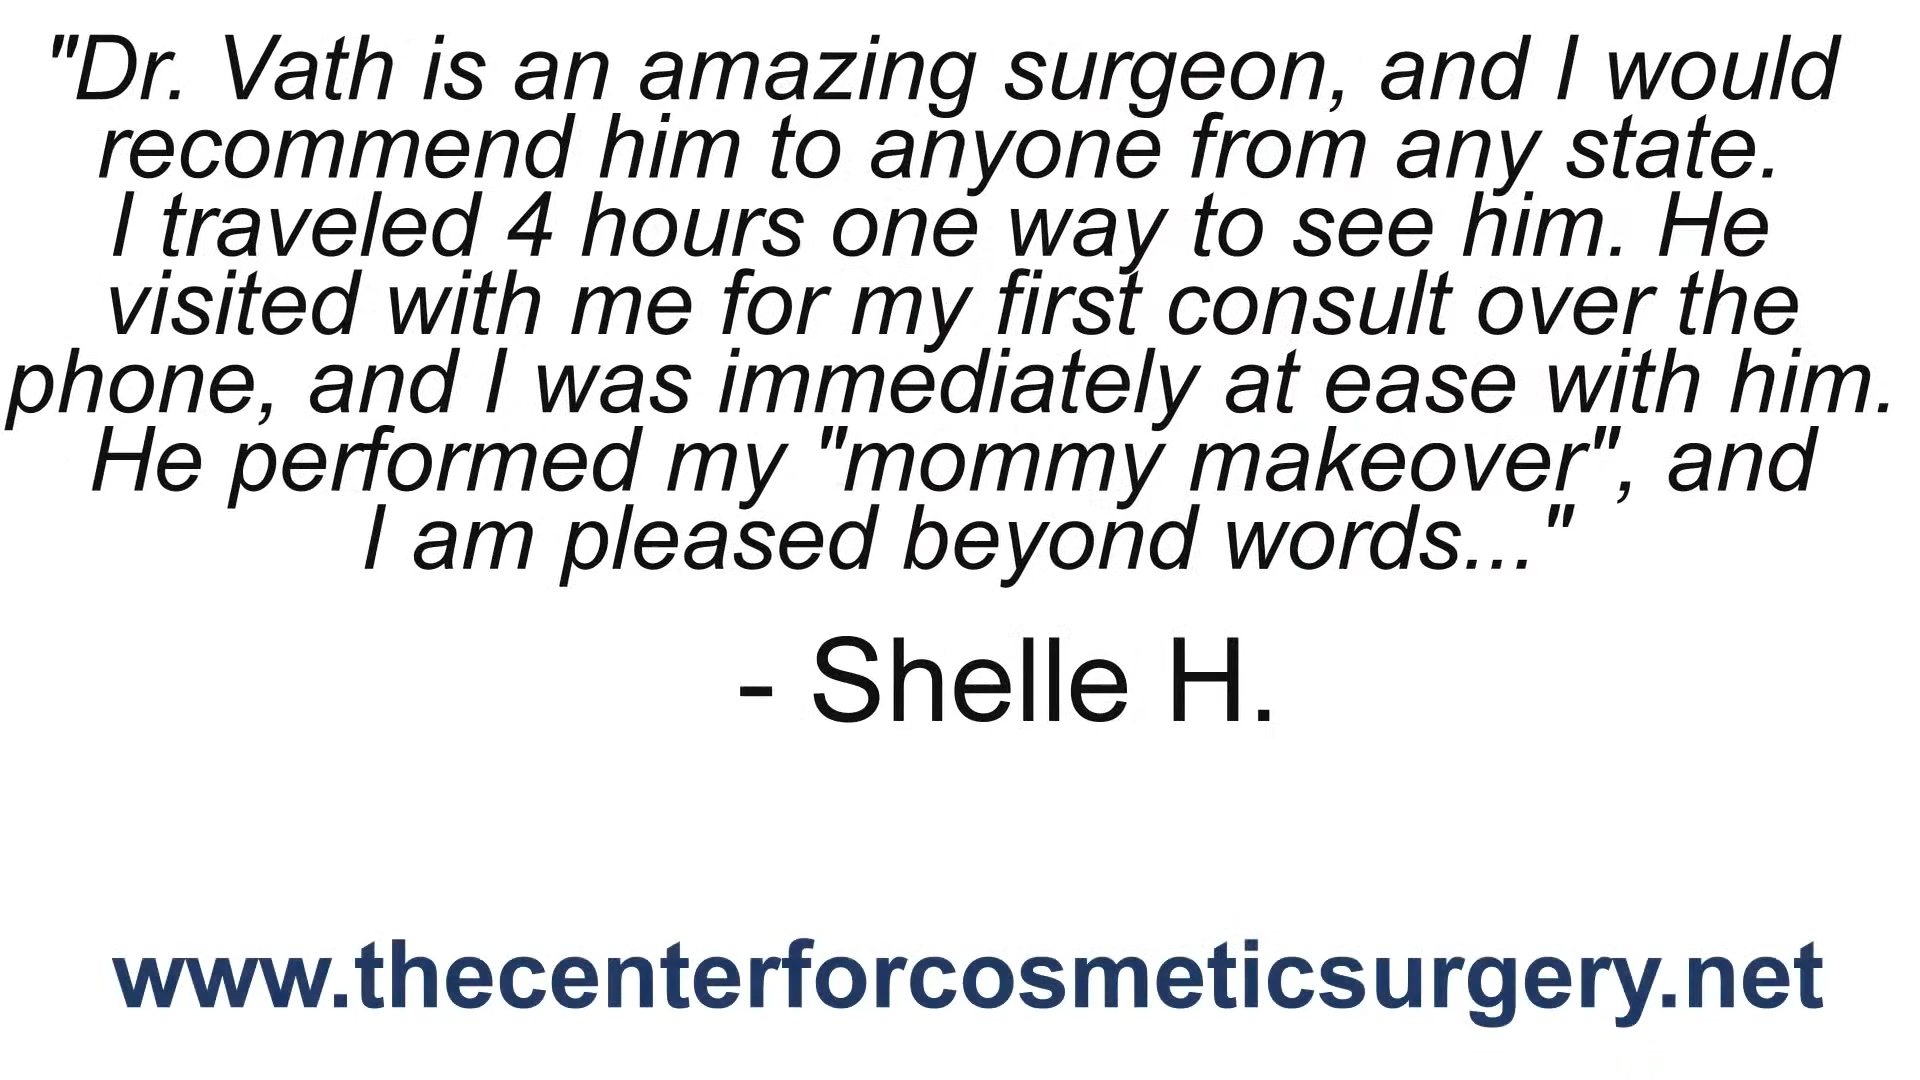 "Dr. Vath is an amazing surgeon, and I would
recommend him to anyone from any state.
I traveled 4 hours one way to see him. He
visited with me for my first consult over the
phone, and I was immediately at ease with him.
He performed my "mommy makeover", and
I am pleased beyond words..."
- Shelle H.
www.thecenterforcosmeticsurgery.net